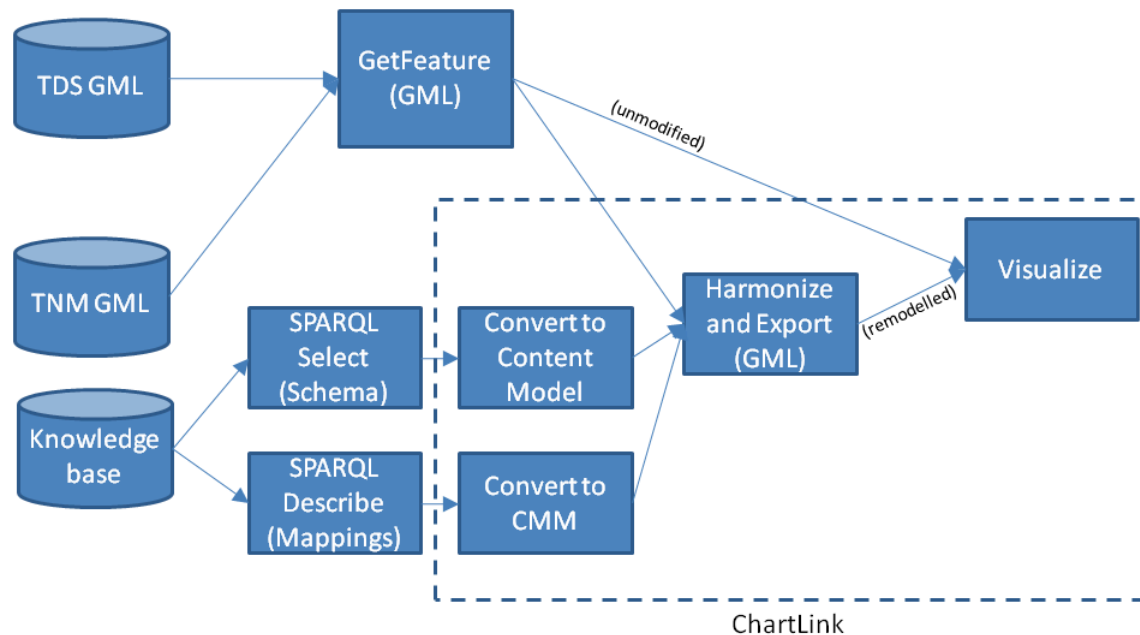 TDS GML
GetFeature
(GML)
(unmodified)
TNM GML
Visualize
Harmonize
and Export
(GML)
(remodelled)
SPARQL
Select
(Schema)
Convert to
Content
Model
Knowledge
base
SPARQL
Describe
(Mappings)
Convert to
CMM
ChartLink